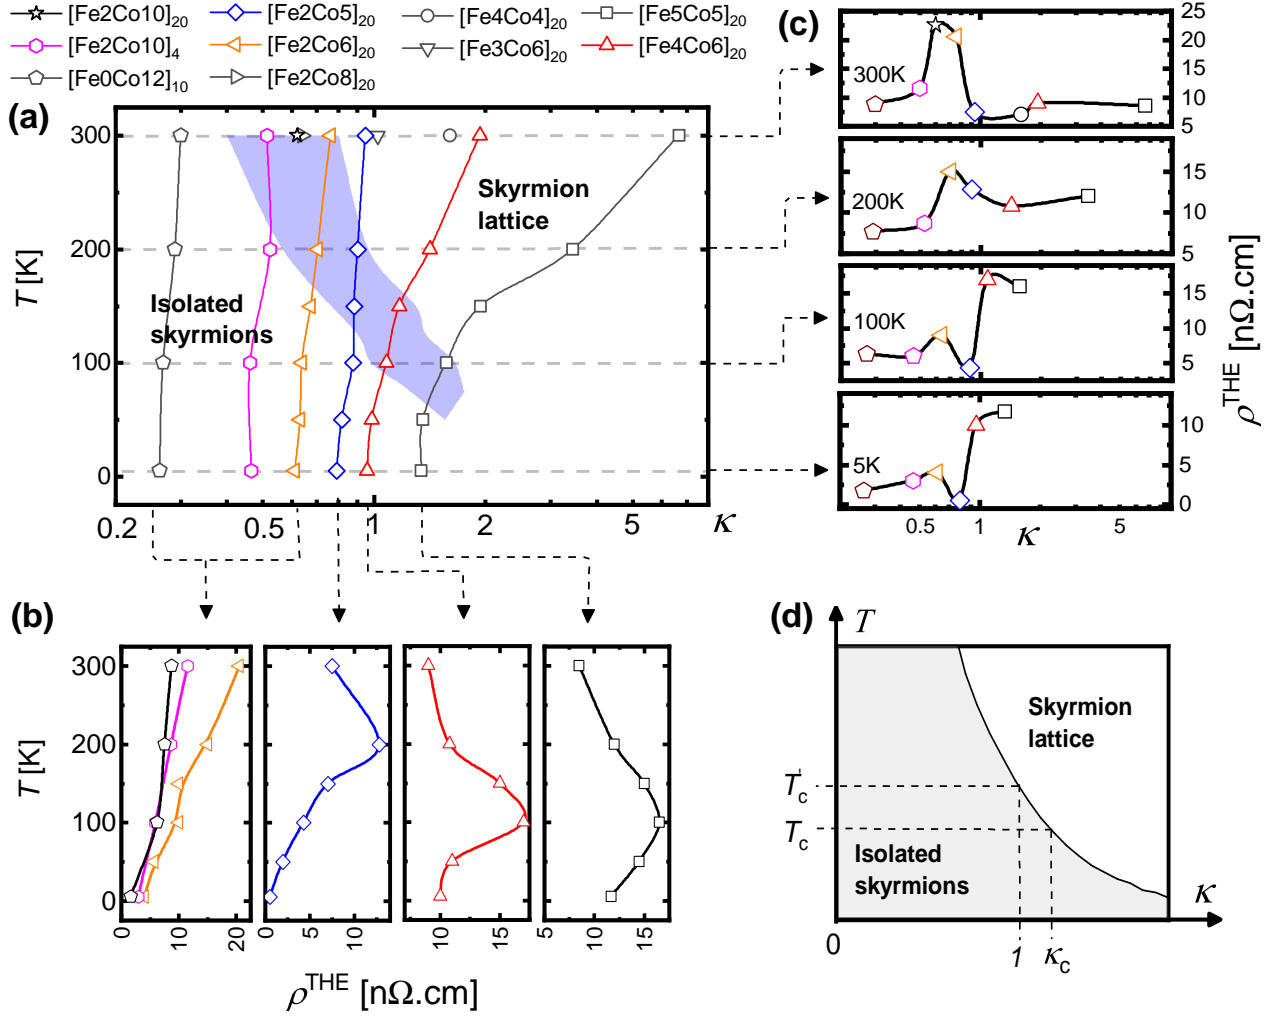 [Fe2Co10]20 [Fe2Co5]20 [Fe4Co4]20 [Fe5Co5]20
[Fe2Co10]4 [Fe2Co6]20 [Fe3Co6]20 [Fe4Co6]20
[Fe0Co12]10 [Fe2Co8]20
(a)
300
200
100
0
T [K]
Skyrmion
lattice
Isolated
skyrmions
0.2 0.5 1 2 5 κ
(c)
300K
25
20
15
10
5
200K
15
10
5
100K
15
10
5
5K
10
5
0
0.5 1 5
κ
ρTHE [nΩ.cm]
(b)
300
200
100
0
T [K]
0 10 20 0 5 10 10 15 5 10 15
ρTHE [nΩ.cm]
(d)
T
Skyrmion
lattice
T'c
Tc
Isolated
skyrmions
κ
0 1 κc